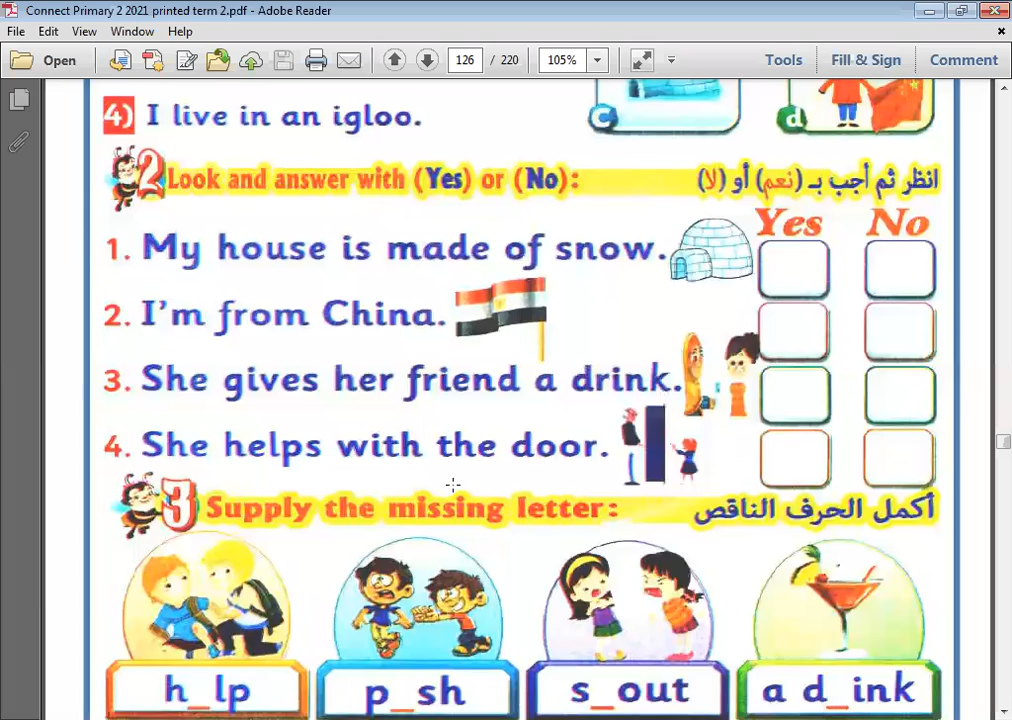 Connect Primary 2 2021 printed term 2.pdf - Adobe Reader
File Edit View Window Help
Open 126 / 220 105% Tools Fill & Sign Comment
4) I live in an igloo.
c d
2 Look and answer with (Yes) or (No): انظر ثم أجب بـ (نعم) أو (لا)
Yes No
1. My house is made of snow.
2. I'm from China.
3. She gives her friend a drink.
4. She helps with the door.
3 Supply the missing letter: أكمل الحرف الناقص
h_lp p_sh s_out a d_ink